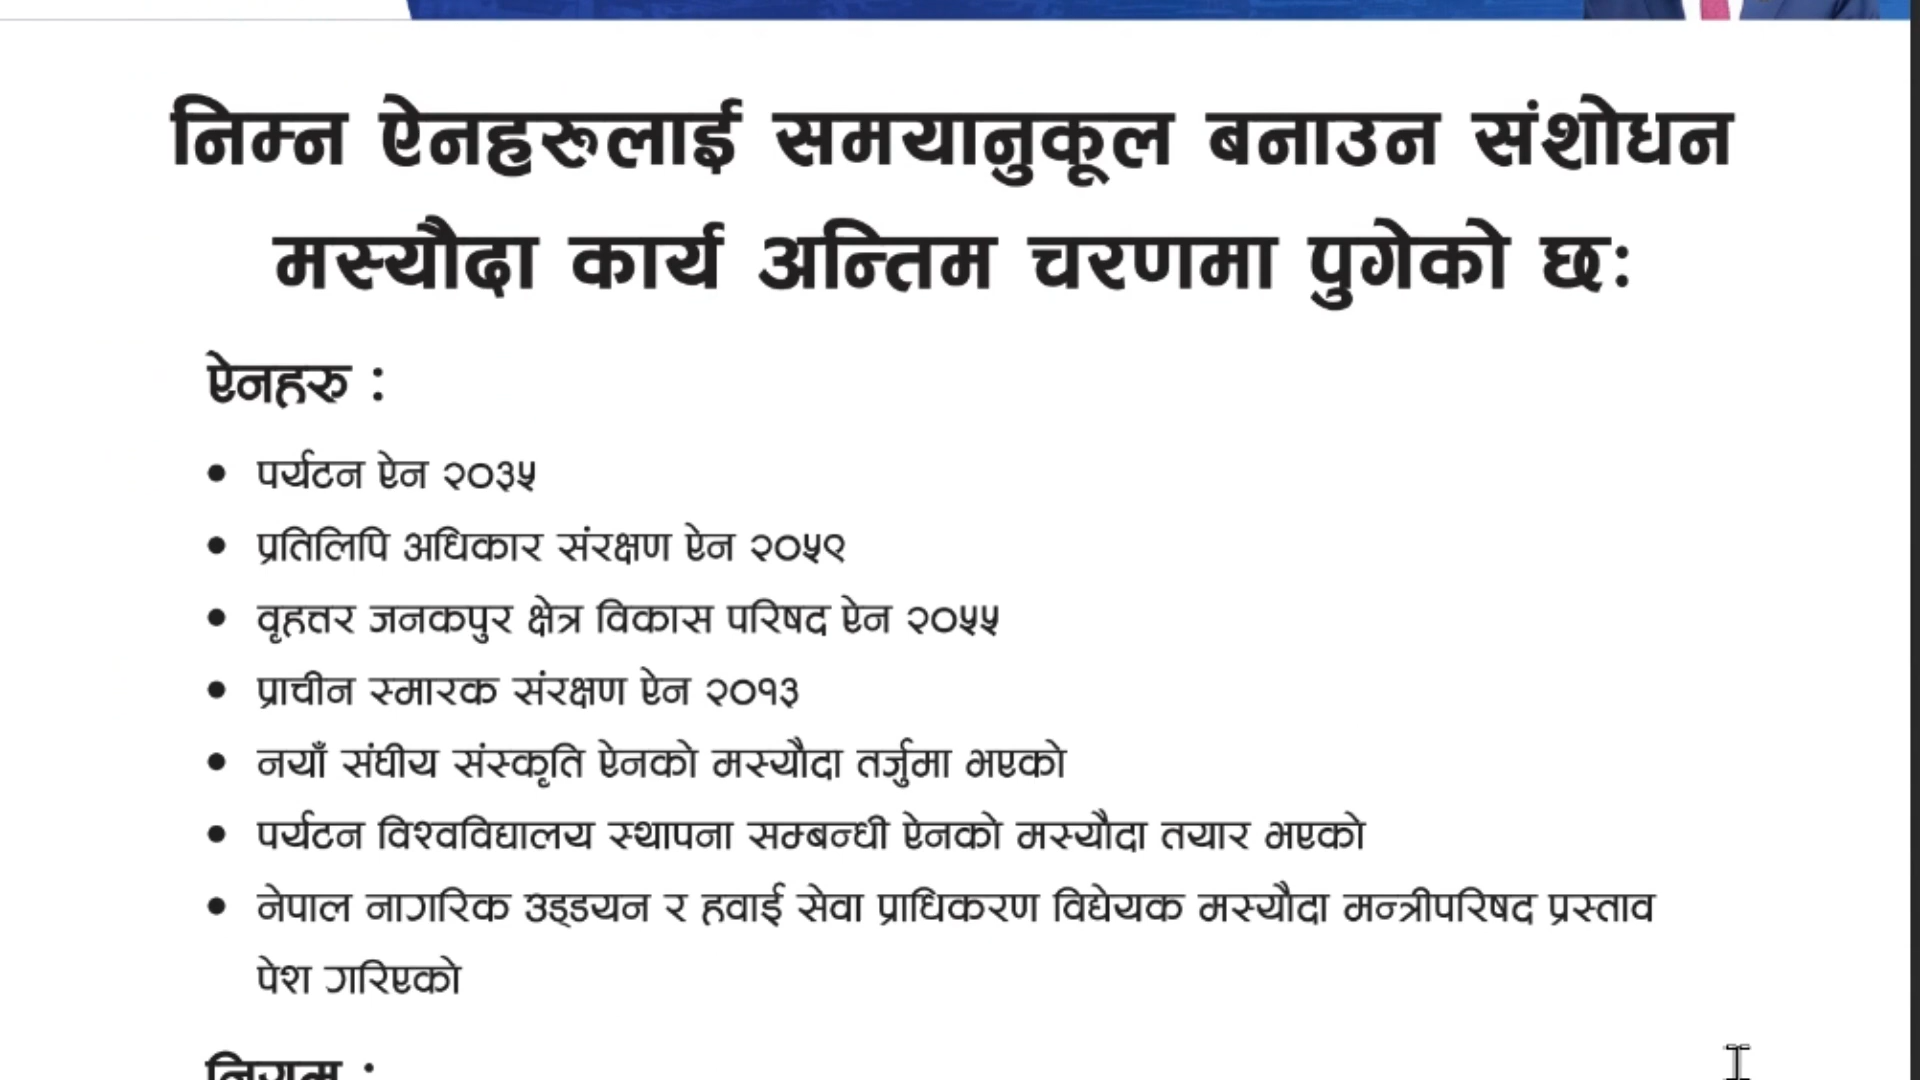 निम्न ऐनहरूलाई समयानुकूल बनाउन संशोधन
मस्यौदा कार्य अन्तिम चरणमा पुगेको छ:
ऐनहरु :
• पर्यटन ऐन २०३५
• प्रतिलिपि अधिकार संरक्षण ऐन २०५९
• वृहत्तर जनकपुर क्षेत्र विकास परिषद ऐन २०५५
• प्राचीन स्मारक संरक्षण ऐन २०१३
• नयाँ संघीय संस्कृति ऐनको मस्यौदा तर्जुमा भएको
• पर्यटन विश्वविद्यालय स्थापना सम्बन्धी ऐनको मस्यौदा तयार भएको
• नेपाल नागरिक उड्डयन र हवाई सेवा प्राधिकरण विधेयक मस्यौदा मन्त्रीपरिषद प्रस्ताव
पेश गरिएको
नियम :